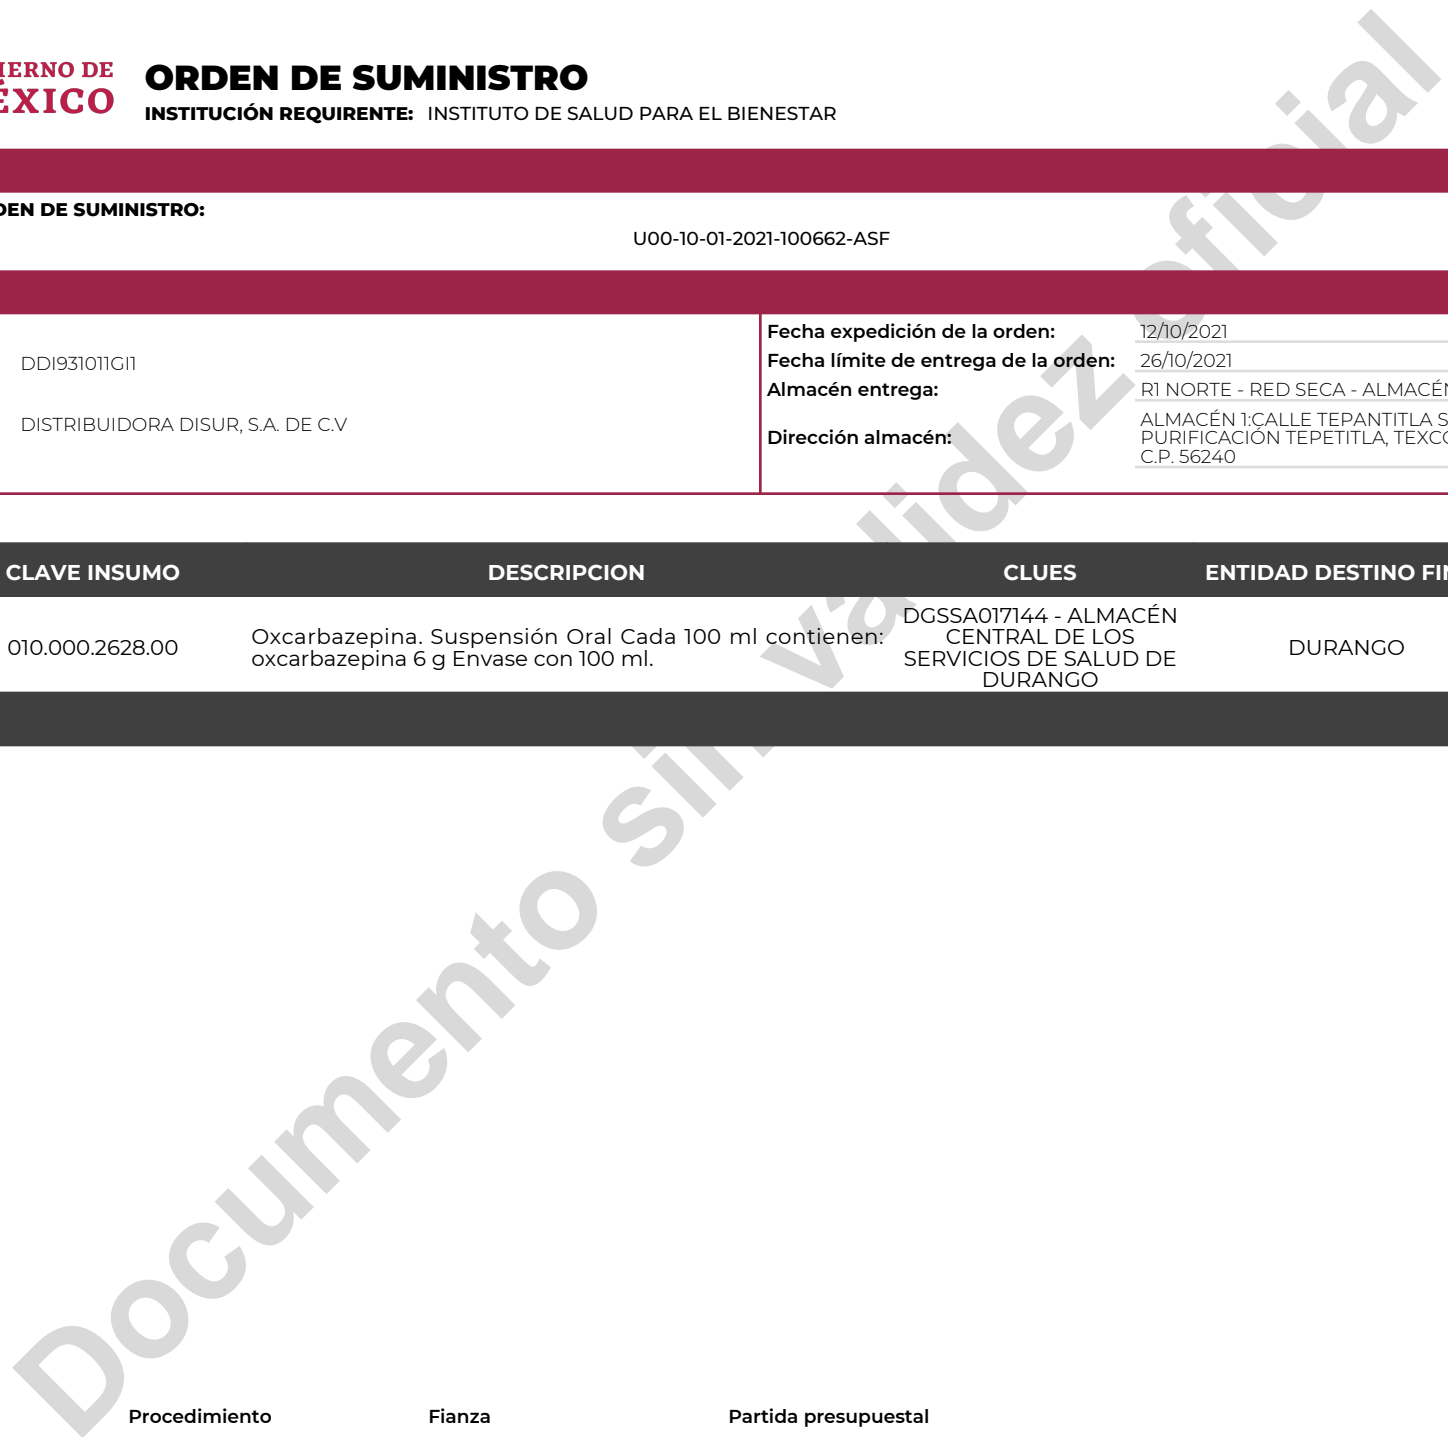 IERNO DE
ÉXICO
ORDEN DE SUMINISTRO
INSTITUCIÓN REQUIRENTE: INSTITUTO DE SALUD PARA EL BIENESTAR
DEN DE SUMINISTRO:
U00-10-01-2021-100662-ASF
DDI931011GI1
DISTRIBUIDORA DISUR, S.A. DE C.V
Fecha expedición de la orden: 12/10/2021
Fecha límite de entrega de la orden: 26/10/2021
Almacén entrega: R1 NORTE - RED SECA - ALMACÉN
Dirección almacén:
ALMACÉN 1:CALLE TEPANTITLA S
PURIFICACIÓN TEPETITLA, TEXCO
C.P. 56240
CLAVE INSUMO DESCRIPCION CLUES ENTIDAD DESTINO FIN
010.000.2628.00
Oxcarbazepina. Suspensión Oral Cada 100 ml contienen:
oxcarbazepina 6 g Envase con 100 ml.
DGSSA017144 - ALMACÉN
CENTRAL DE LOS
SERVICIOS DE SALUD DE
DURANGO
DURANGO
Documento sin validez oficial
Procedimiento Fianza Partida presupuestal